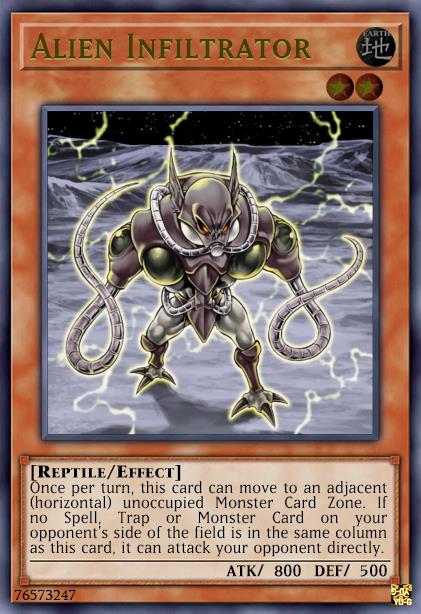 ALIEN INFILTRATOR
EARTH
地
[REPTILE/EFFECT]
Once per turn, this card can move to an adjacent
(horizontal) unoccupied Monster Card Zone. If
no Spell, Trap or Monster Card on your
opponent's side of the field is in the same column
as this card, it can attack your opponent directly.
ATK/ 800 DEF/ 500
76573247